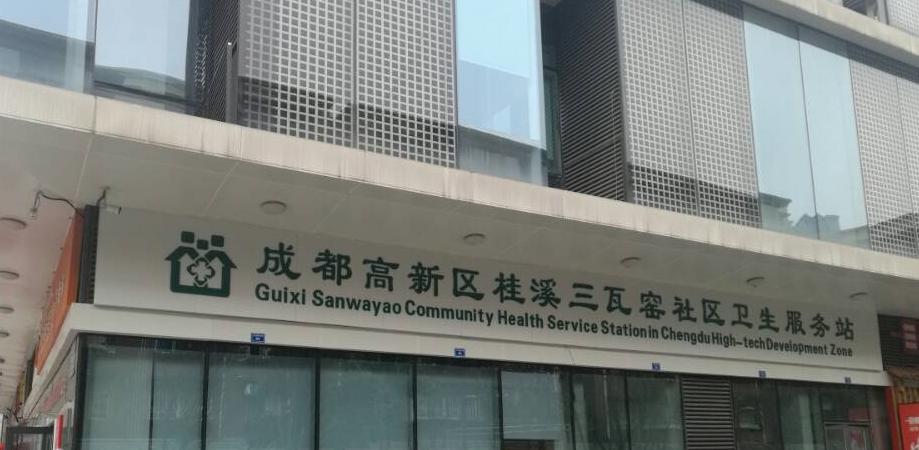 成都高新区桂溪三瓦窑社区卫生服务站
Guixi Sanwayao Community Health Service Station in Chengdu High-tech Development Zone